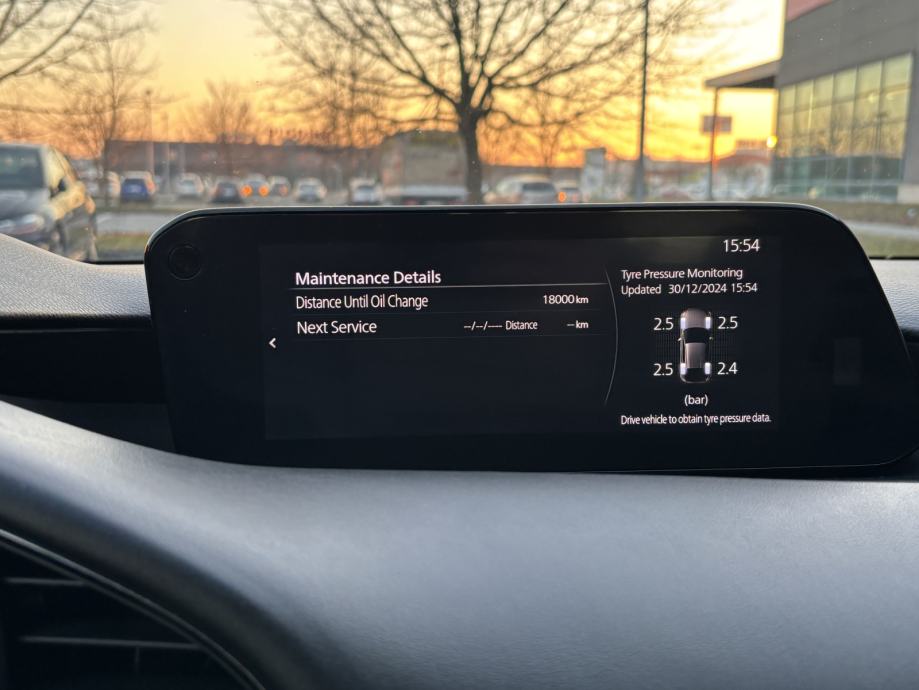 15:54
Maintenance Details
Distance Until Oil Change 18000 km
Next Service --/--/---- Distance -- km
Tyre Pressure Monitoring
Updated 30/12/2024 15:54
2.5 2.5
2.5 2.4
(bar)
Drive vehicle to obtain tyre pressure data.